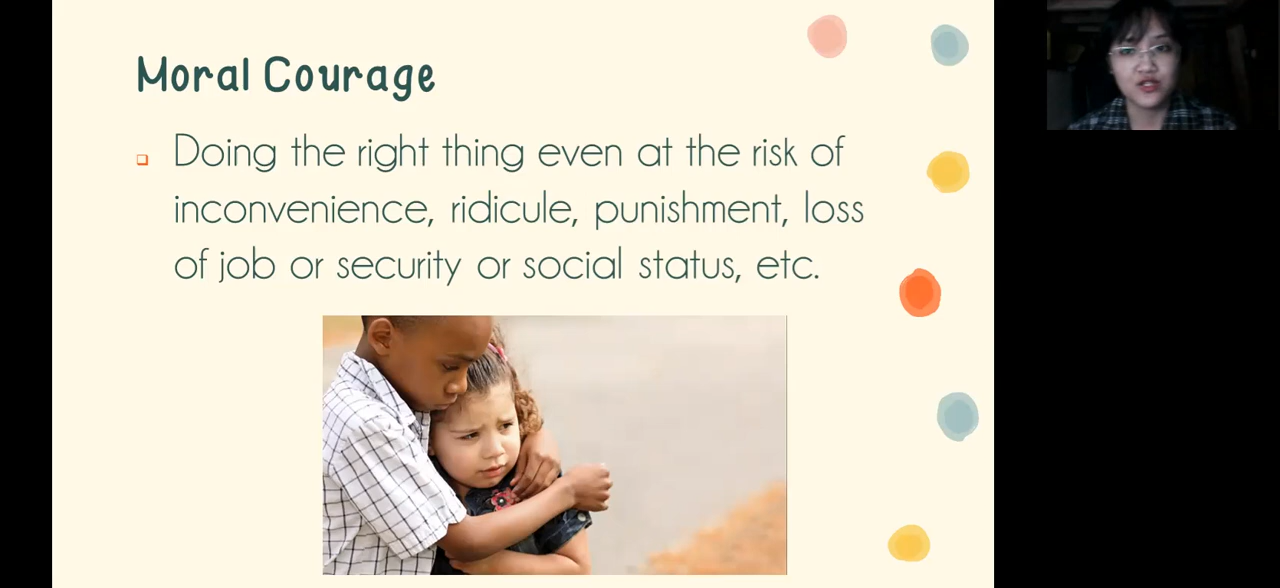 Moral Courage
Doing the right thing even at the risk of
inconvenience, ridicule, punishment, loss
of job or security or social status, etc.